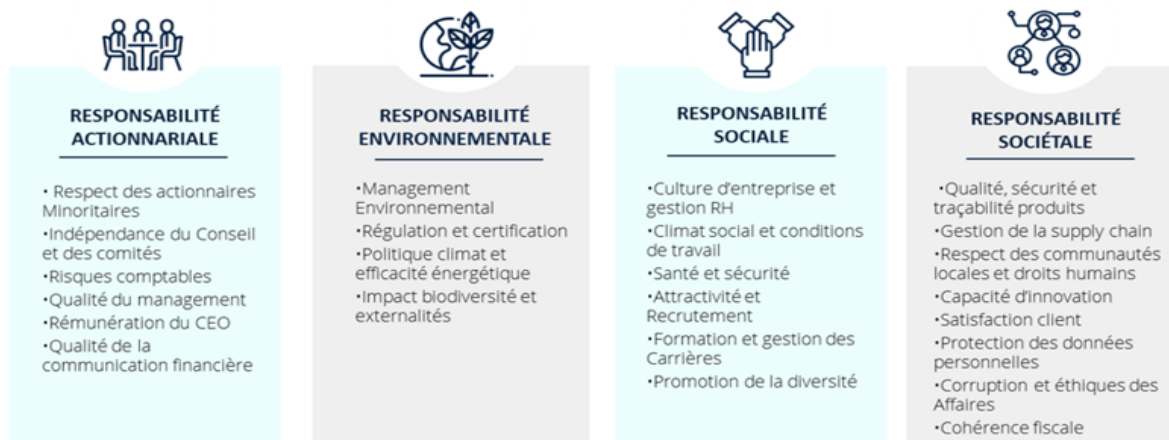 RESPONSABILITÉ
ACTIONNARIALE
• Respect des actionnaires
Minoritaires
•Indépendance du Conseil
et des comités
•Risques comptables
•Qualité du management
•Rémunération du CEO
•Qualité de la
communication financière
RESPONSABILITÉ
ENVIRONNEMENTALE
•Management
Environnemental
•Régulation et certification
•Politique climat et
efficacité énergétique
•Impact biodiversité et
externalités
RESPONSABILITÉ
SOCIALE
•Culture d'entreprise et
gestion RH
•Climat social et conditions
de travail
•Santé et sécurité
•Attractivité et
Recrutement
•Formation et gestion des
Carrières
•Promotion de la diversité
RESPONSABILITÉ
SOCIÉTALE
•Qualité, sécurité et
traçabilité produits
•Gestion de la supply chain
•Respect des communautés
locales et droits humains
•Capacité d'innovation
•Satisfaction client
•Protection des données
personnelles
•Corruption et éthiques des
Affaires
•Cohérence fiscale